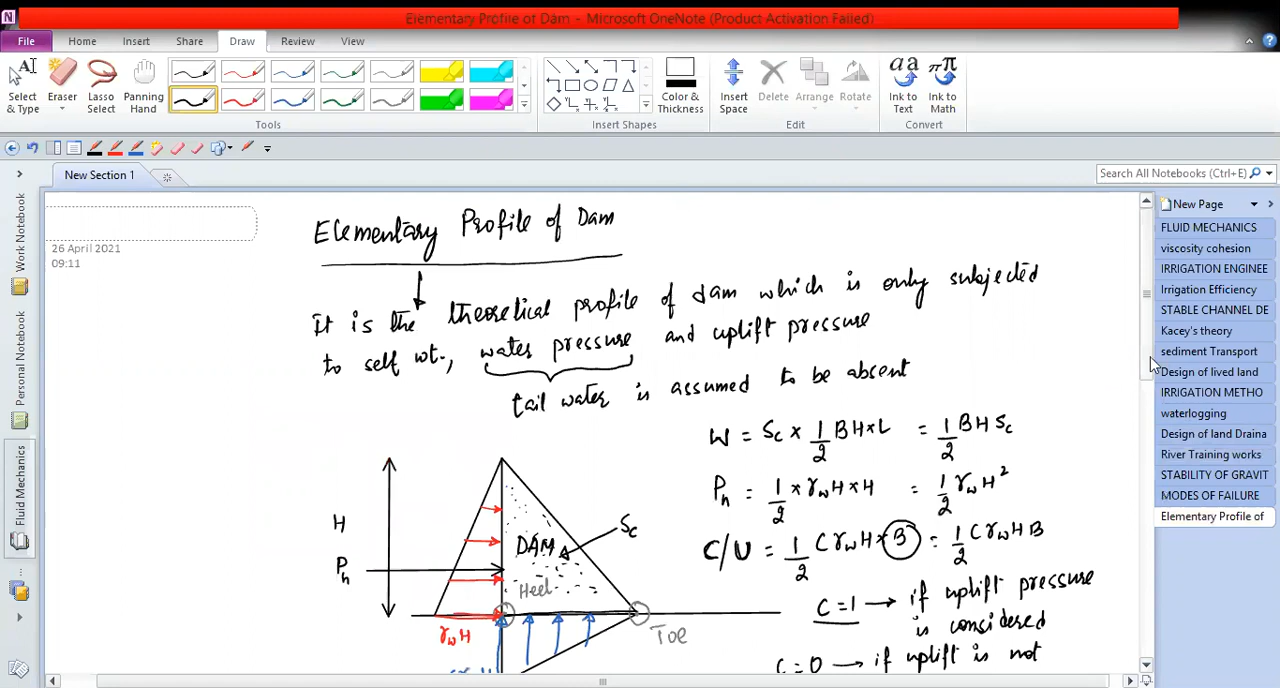 Elementary Profile of Dam - Microsoft OneNote (Product Activation Failed)
File Home Insert Share Draw Review View
Select & Type
Eraser
Lasso Select
Panning Hand
Color & Thickness
Insert Space
Delete
Arrange
Rotate
Ink to Text
Ink to Math
Tools
Insert Shapes
Edit
Convert
New Section 1
Search All Notebooks (Ctrl+E)
Work Notebook
Personal Notebook
Fluid Mechanics
26 April 2021
09:11
Elementary Profile of Dam
It is the theoretical profile of dam which is only subjected
to self wt., water pressure and uplift pressure
tail water is assumed to be absent
W = Sc × 1/2 BH × L = 1/2 BH Sc
Ph = 1/2 × γwH × H = 1/2 γwH²
C/U = 1/2 CγwH × B = 1/2 CγwHB
C=1 → if uplift pressure
is considered
C=0 → if uplift is not
H
Ph
DAM
Sc
Heel
Toe
γwH
New Page
FLUID MECHANICS
viscosity cohesion
IRRIGATION ENGINEE
Irrigation Efficiency
STABLE CHANNEL DE
Kacey's theory
sediment Transport
Design of lived land
IRRIGATION METHO
waterlogging
Design of land Draina
River Training works
STABILITY OF GRAVIT
MODES OF FAILURE
Elementary Profile of